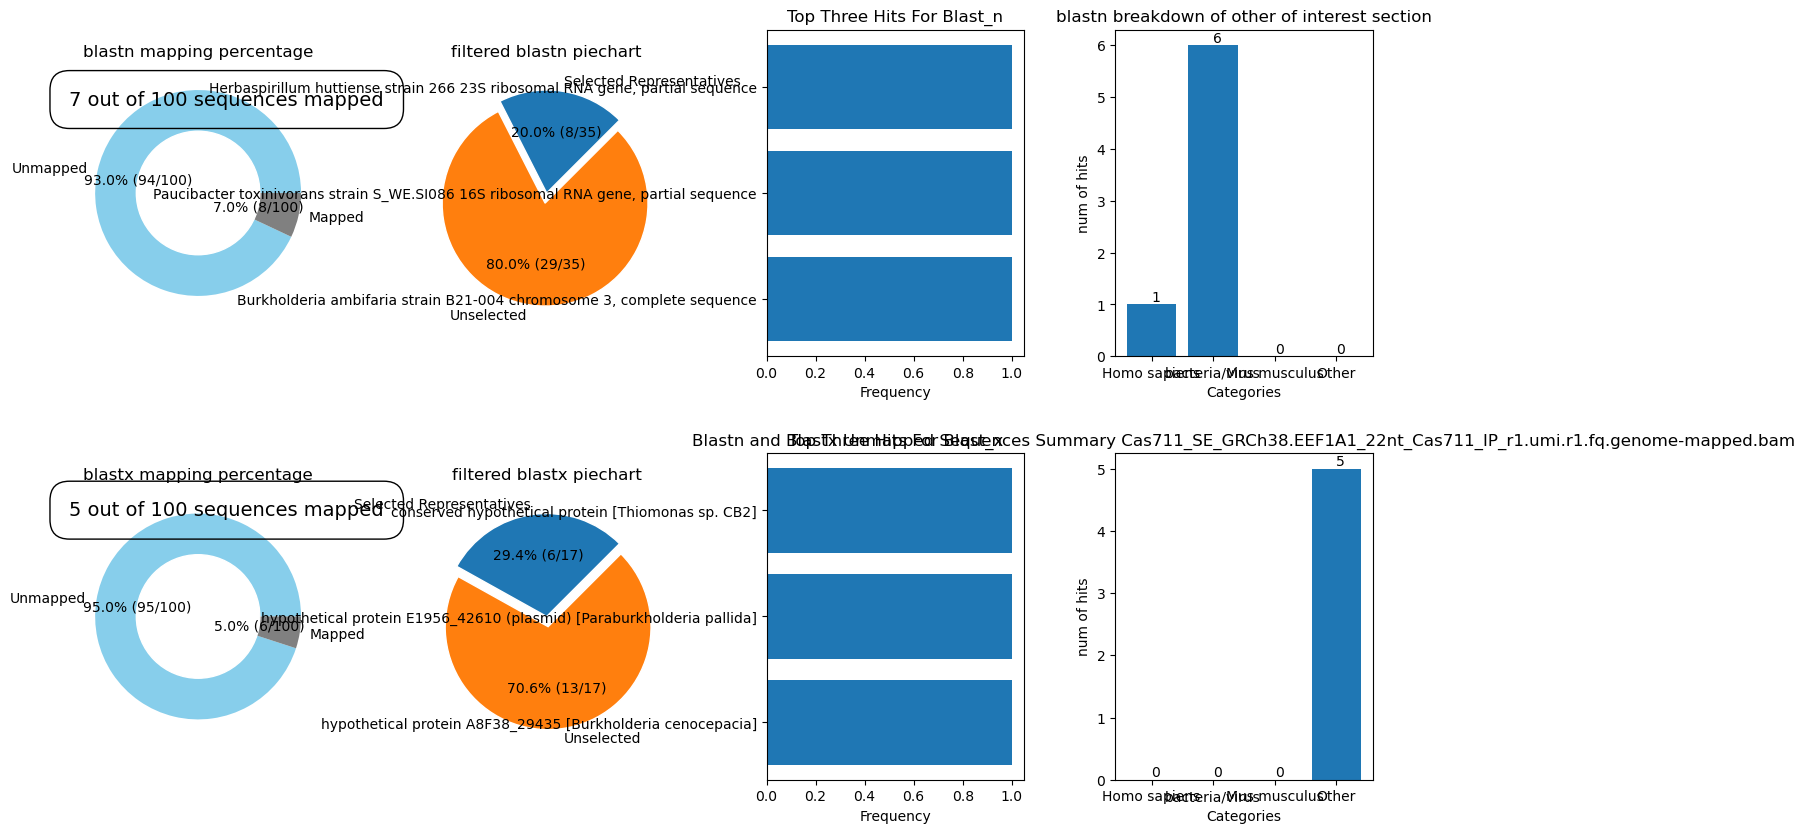 blastn mapping percentage
7 out of 100 sequences mapped
Unmapped
93.0% (94/100)
7.0% (8/100)
Mapped
filtered blastn piechart
Selected Representatives
20.0% (8/35)
80.0% (29/35)
Unselected
Top Three Hits For Blast_n
Herbaspirillum huttiense strain 266 23S ribosomal RNA gene, partial sequence
Paucibacter toxinivorans strain S_WE.SI086 16S ribosomal RNA gene, partial sequence
Burkholderia ambifaria strain B21-004 chromosome 3, complete sequence
0.0 0.2 0.4 0.6 0.8 1.0
Frequency
blastn breakdown of other of interest section
num of hits
6
5
4
3
2
1
0
1
6
0
0
Homo sapiens bacteria/virus Mus musculus Other
Categories
Blastn and Blastx Unmapped Sequences Summary Cas711_SE_GRCh38.EEF1A1_22nt_Cas711_IP_r1.umi.r1.fq.genome-mapped.bam
blastx mapping percentage
5 out of 100 sequences mapped
Unmapped
95.0% (95/100)
5.0% (6/100)
Mapped
filtered blastx piechart
Selected Representatives
29.4% (6/17)
70.6% (13/17)
Unselected
Top Three Hits For Blast_x
conserved hypothetical protein [Thiomonas sp. CB2]
hypothetical protein E1956_42610 (plasmid) [Paraburkholderia pallida]
hypothetical protein A8F38_29435 [Burkholderia cenocepacia]
0.0 0.2 0.4 0.6 0.8 1.0
Frequency
num of hits
5
4
3
2
1
0
0
0
0
5
Homo sapiens bacteria/virus Mus musculus Other
Categories